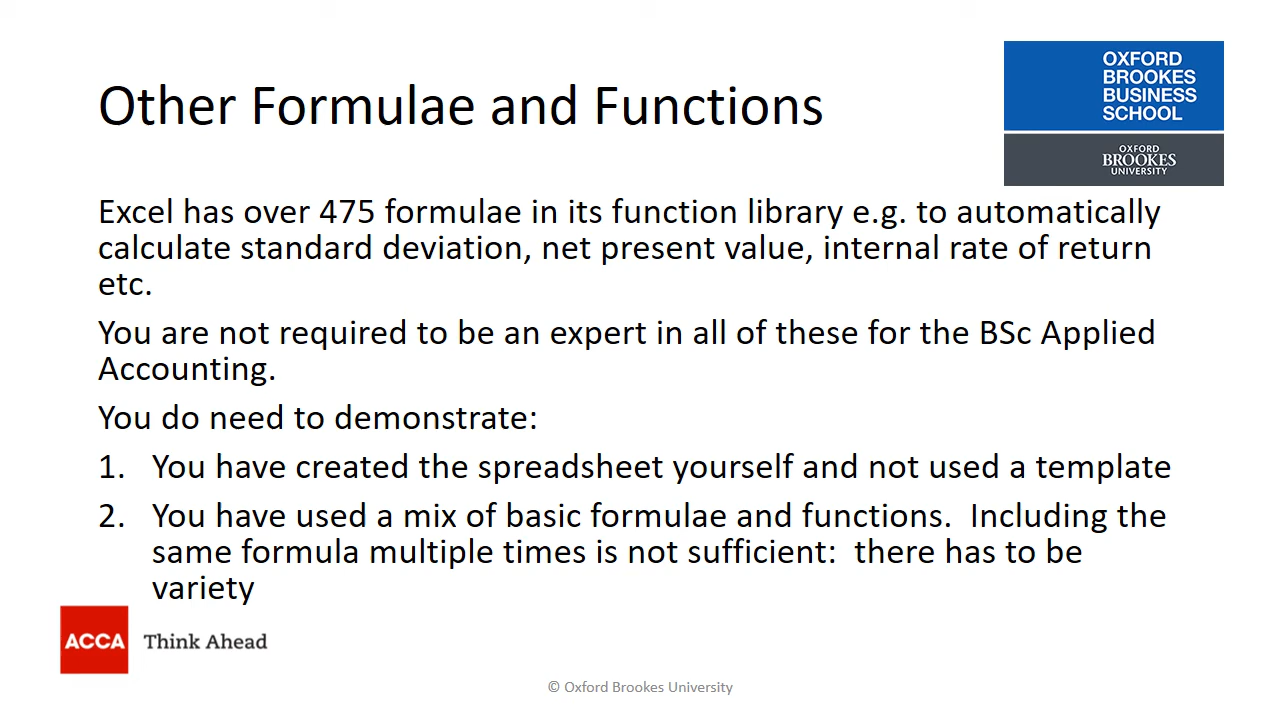 Other Formulae and Functions
OXFORD
BROOKES
BUSINESS
SCHOOL
OXFORD
BROOKES
UNIVERSITY
Excel has over 475 formulae in its function library e.g. to automatically
calculate standard deviation, net present value, internal rate of return
etc.
You are not required to be an expert in all of these for the BSc Applied
Accounting.
You do need to demonstrate:
1. You have created the spreadsheet yourself and not used a template
2. You have used a mix of basic formulae and functions.  Including the
same formula multiple times is not sufficient:  there has to be
variety
ACCA Think Ahead
© Oxford Brookes University